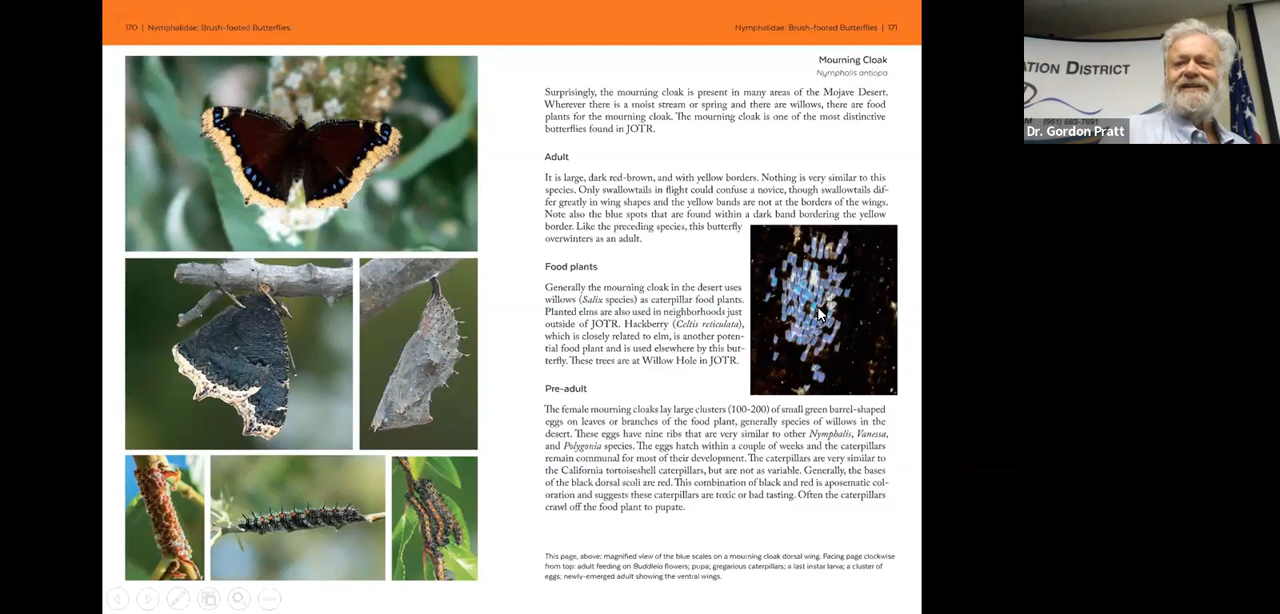 170 | Nymphalidae: Brush-footed Butterflies
Nymphalidae: Brush-footed Butterflies | 171
Mourning Cloak
Nymphalis antiopa
Surprisingly, the mourning cloak is present in many areas of the Mojave Desert.
Wherever there is a moist stream or spring and there are willows, there are food
plants for the mourning cloak. The mourning cloak is one of the most distinctive
butterflies found in JOTR.
Adult
It is large, dark red-brown, and with yellow borders. Nothing is very similar to this
species. Only swallowtails in flight could confuse a novice, though swallowtails dif-
fer greatly in wing shapes and the yellow bands are not at the borders of the wings.
Note also the blue spots that are found within a dark band bordering the yellow
border. Like the preceding species, this butterfly
overwinters as an adult.
Food plants
Generally the mourning cloak in the desert uses
willows (Salix species) as caterpillar food plants.
Planted elms are also used in neighborhoods just
outside of JOTR. Hackberry (Celtis reticulata),
which is closely related to elm, is another poten-
tial food plant and is used elsewhere by this but-
terfly. These trees are at Willow Hole in JOTR.
Pre-adult
The female mourning cloaks lay large clusters (100-200) of small green barrel-shaped
eggs on leaves or branches of the food plant, generally species of willows in the
desert. These eggs have nine ribs that are very similar to other Nymphalis, Vanessa,
and Polygonia species. The eggs hatch within a couple of weeks and the caterpillars
remain communal for most of their development. The caterpillars are very similar to
the California tortoiseshell caterpillars, but are not as variable. Generally, the bases
of the black dorsal scoli are red. This combination of black and red is aposematic col-
oration and suggests these caterpillars are toxic or bad tasting. Often the caterpillars
crawl off the food plant to pupate.
This page, above: magnified view of the blue scales on a mourning cloak dorsal wing. Facing page clockwise
from top: adult feeding on Buddleia flowers; pupa; gregarious caterpillars; a last instar larva; a cluster of
eggs; newly-emerged adult showing the ventral wings.
ATION DISTRICT
Dr. Gordon Pratt